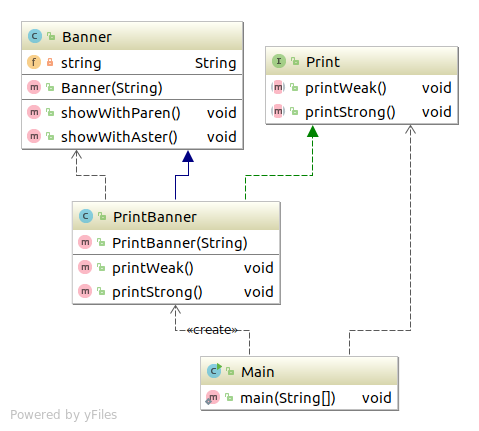 C Banner
f string String
m Banner(String)
m showWithParen() void
m showWithAster() void
I Print
m printWeak() void
m printStrong() void
C PrintBanner
m PrintBanner(String)
m printWeak() void
m printStrong() void
«create»
C Main
m main(String[]) void
Powered by yFiles